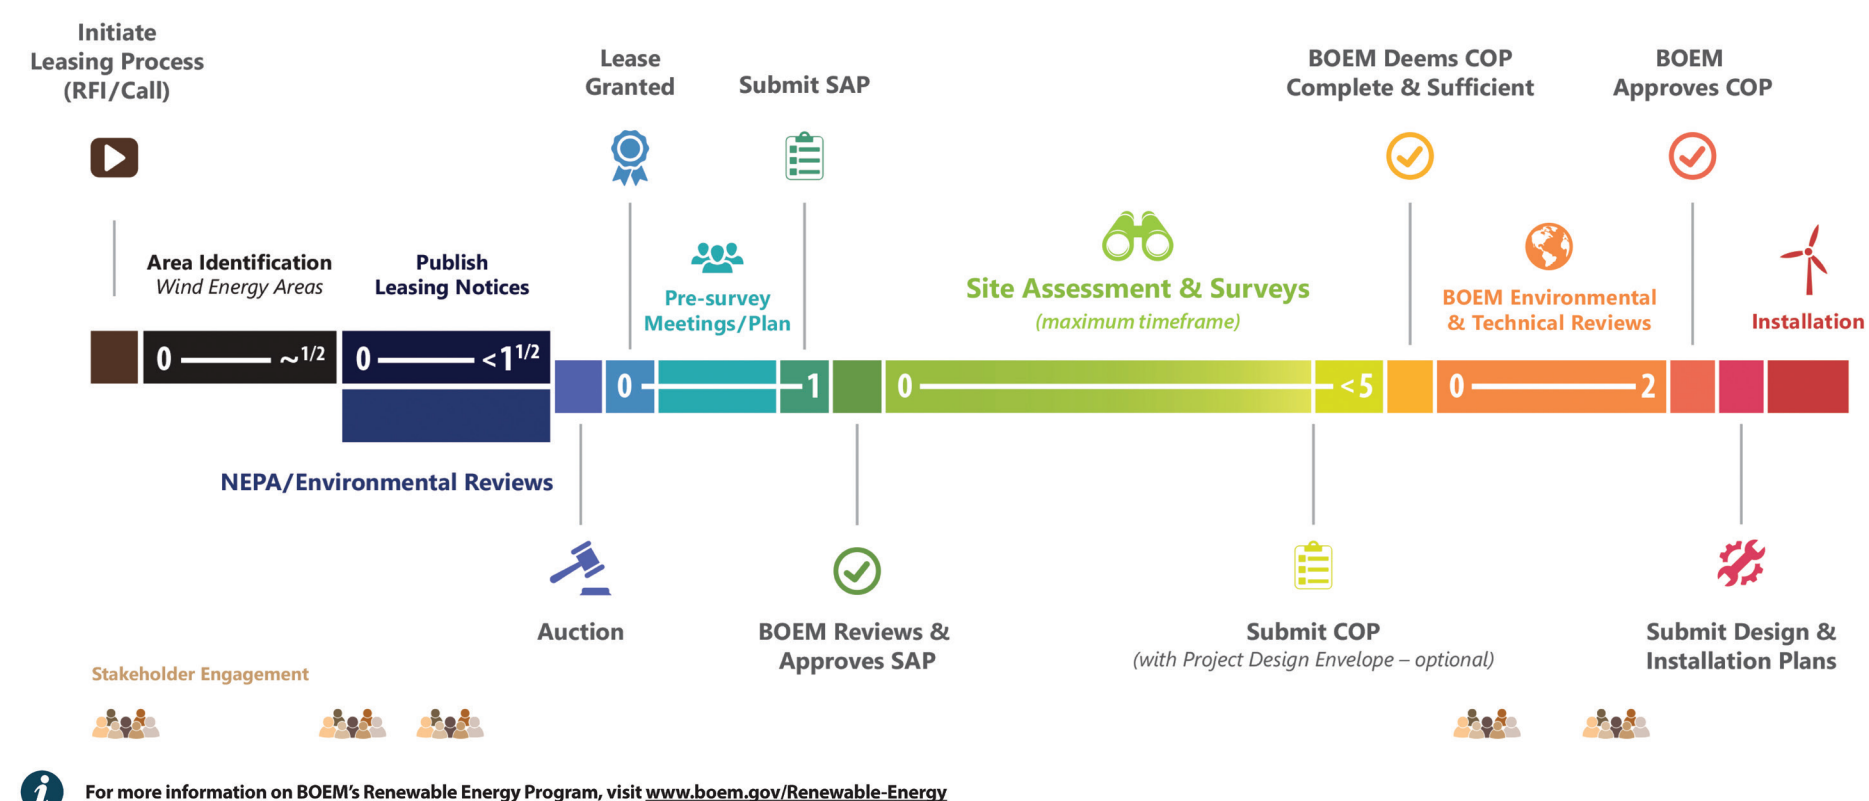 Initiate
Leasing Process
(RFI/Call)
Lease
Granted
Submit SAP
BOEM Deems COP
Complete & Sufficient
BOEM
Approves COP
Area Identification
Wind Energy Areas
Publish
Leasing Notices
Pre-survey
Meetings/Plan
Site Assessment & Surveys
(maximum timeframe)
BOEM Environmental
& Technical Reviews
Installation
0 ~1/2
0 <1 1/2
0 1
0 <5
0 2
NEPA/Environmental Reviews
Auction
BOEM Reviews &
Approves SAP
Submit COP
(with Project Design Envelope – optional)
Submit Design &
Installation Plans
Stakeholder Engagement
i For more information on BOEM's Renewable Energy Program, visit www.boem.gov/Renewable-Energy